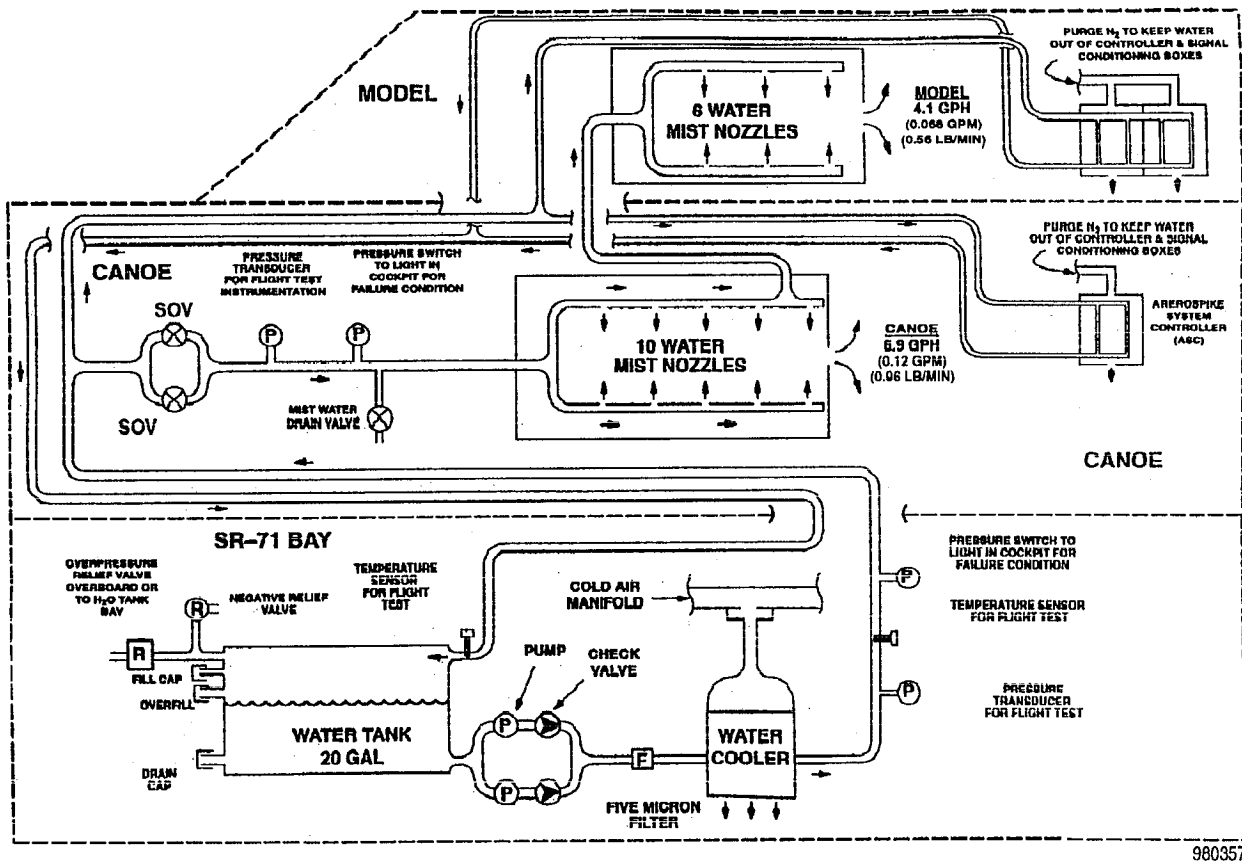 MODEL
6 WATER
MIST NOZZLES
MODEL
4.1 GPH
(0.068 GPM)
(0.56 LB/MIN)
PURGE N2 TO KEEP WATER
OUT OF CONTROLLER & SIGNAL
CONDITIONING BOXES
CANOE
PRESSURE
TRANSDUCER
FOR FLIGHT TEST
INSTRUMENTATION
PRESSURE SWITCH
TO LIGHT IN
COCKPIT FOR
FAILURE CONDITION
SOV
P
P
SOV
MIST WATER
DRAIN VALVE
10 WATER
MIST NOZZLES
CANOE
6.9 GPH
(0.12 GPM)
(0.96 LB/MIN)
PURGE N2 TO KEEP WATER
OUT OF CONTROLLER & SIGNAL
CONDITIONING BOXES
AREROSPIKE
SYSTEM
CONTROLLER
(ASC)
CANOE
SR-71 BAY
OVERPRESSURE
RELIEF VALVE
OVERBOARD OR
TO H2O TANK
BAY
R
NEGATIVE RELIEF
VALVE
R
FILL CAP
OVERFILL
DRAIN
CAP
TEMPERATURE
SENSOR
FOR FLIGHT
TEST
WATER TANK
20 GAL
PUMP
CHECK
VALVE
P
P
F
FIVE MICRON
FILTER
COLD AIR
MANIFOLD
WATER
COOLER
P
PRESSURE SWITCH TO
LIGHT IN COCKPIT FOR
FAILURE CONDITION
TEMPERATURE SENSOR
FOR FLIGHT TEST
P
PRESSURE
TRANSDUCER
FOR FLIGHT TEST
980357